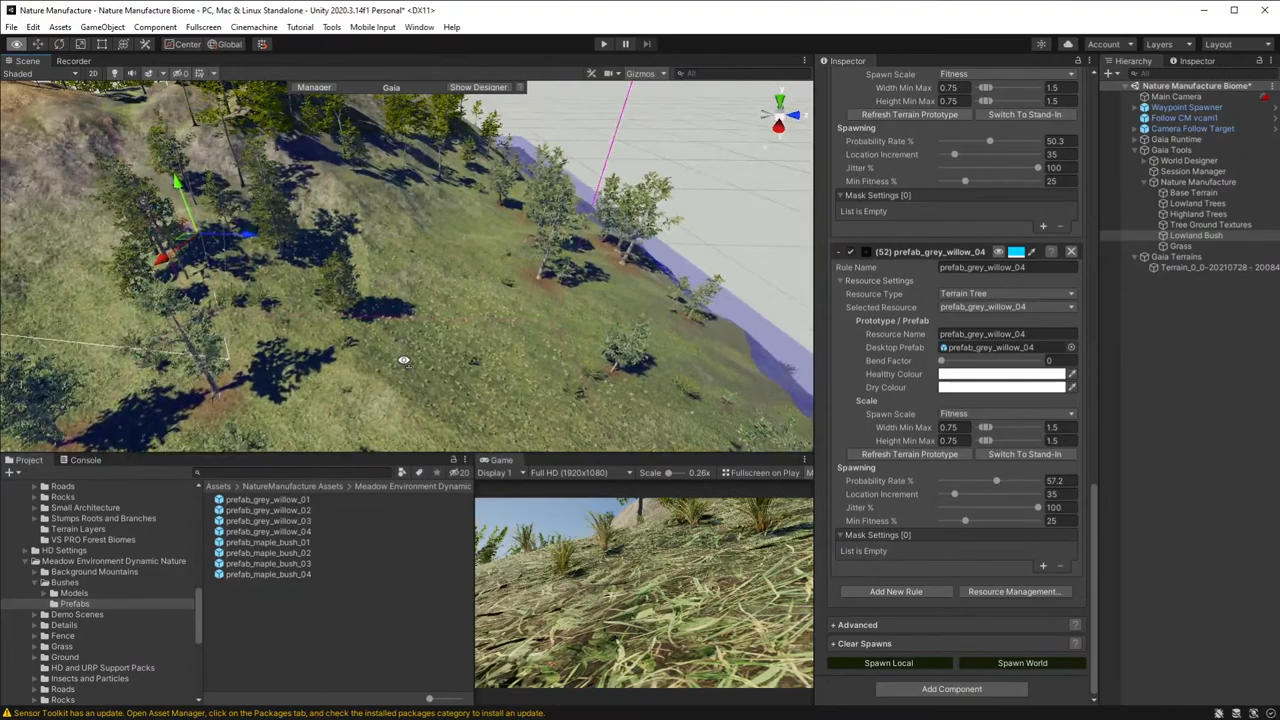 Nature Manufacture - Nature Manufacture Biome - PC, Mac & Linux Standalone - Unity 2020.3.14f1 Personal* <DX11>
File Edit Assets GameObject Component Fullscreen Cinemachine Tutorial Tools Mobile Input Window Help
Center Global Account Layers Layout
Scene Recorder
Shaded 2D 0 Gizmos All
Manager Gaia Show Designer ?
y
z
Project Console
20
Roads
Rocks
Small Architecture
Stumps Roots and Branches
Terrain Layers
VS PRO Forest Biomes
HD Settings
Meadow Environment Dynamic Nature
Background Mountains
Bushes
Models
Prefabs
Demo Scenes
Details
Fence
Grass
Ground
HD and URP Support Packs
Insects and Particles
Roads
Rocks
Assets > NatureManufacture Assets > Meadow Environment Dynamic
prefab_grey_willow_01
prefab_grey_willow_02
prefab_grey_willow_03
prefab_grey_willow_04
prefab_maple_bush_01
prefab_maple_bush_02
prefab_maple_bush_03
prefab_maple_bush_04
Game
Display 1 Full HD (1920x1080) Scale 0.26x Fullscreen on Play M
Inspector
Spawn Scale Fitness
Width Min Max 0.75 1.5
Height Min Max 0.75 1.5
Refresh Terrain Prototype Switch To Stand-In
Spawning
Probability Rate % 50.3
Location Increment 35
Jitter % 100
Min Fitness % 25
Mask Settings [0]
List is Empty
+ −
(52) prefab_grey_willow_04 ?
Rule Name prefab_grey_willow_04
Resource Settings
Resource Type Terrain Tree
Selected Resource prefab_grey_willow_04
Prototype / Prefab
Resource Name prefab_grey_willow_04
Desktop Prefab prefab_grey_willow_04
Bend Factor 0
Healthy Colour
Dry Colour
Scale
Spawn Scale Fitness
Width Min Max 0.75 1.5
Height Min Max 0.75 1.5
Refresh Terrain Prototype Switch To Stand-In
Spawning
Probability Rate % 57.2
Location Increment 35
Jitter % 100
Min Fitness % 25
Mask Settings [0]
List is Empty
+ −
Add New Rule Resource Management...
+ Advanced ?
+ Clear Spawns ?
Spawn Local Spawn World
Add Component
Hierarchy Inspector
+ All
Nature Manufacture Biome*
Main Camera
Waypoint Spawner
Follow CM vcam1
Camera Follow Target
Gaia Runtime
Gaia Tools
World Designer
Session Manager
Nature Manufacture
Base Terrain
Lowland Trees
Highland Trees
Tree Ground Textures
Lowland Bush
Grass
Gaia Terrains
Terrain_0_0-20210728 - 20084
Sensor Toolkit has an update. Open Asset Manager, click on the Packages tab, and check the installed packages category to install an update.